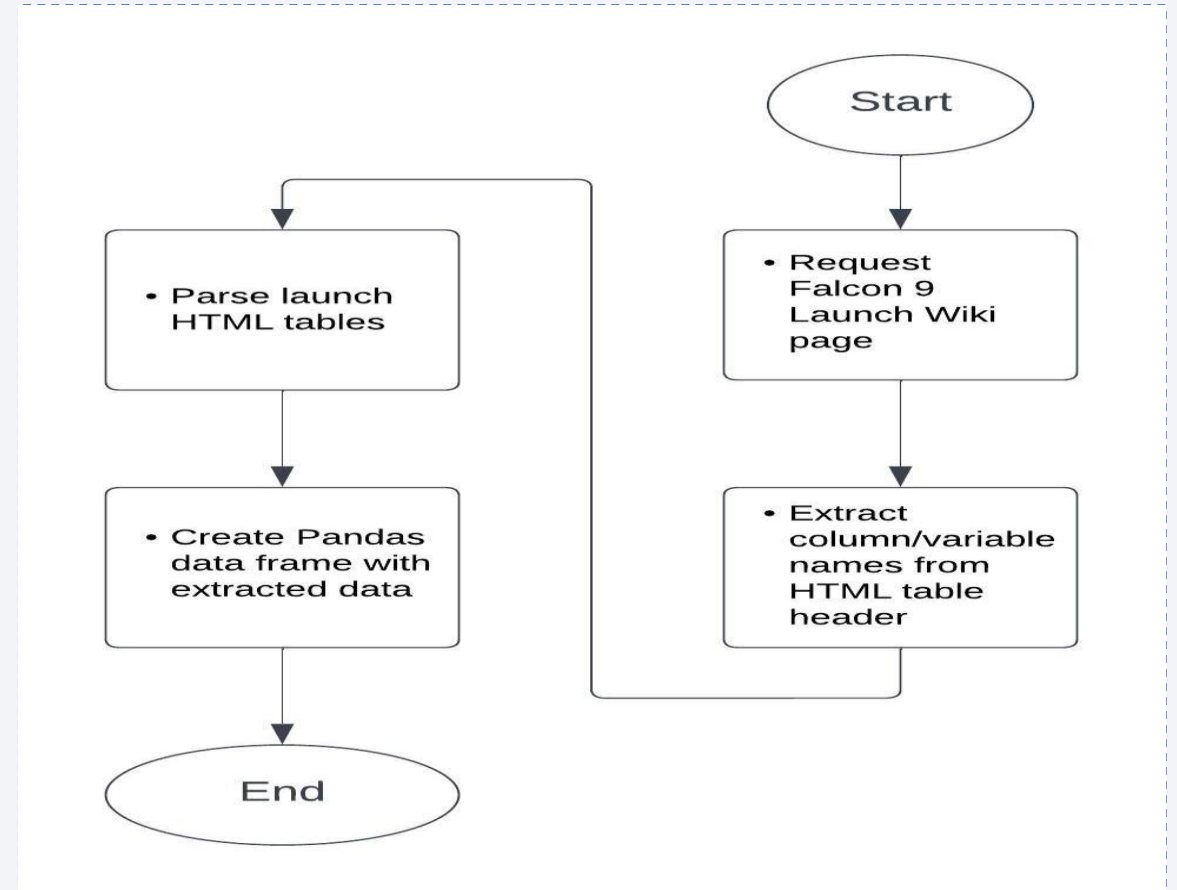 Start
• Request
Falcon 9
Launch Wiki
page
• Extract
column/variable
names from
HTML table
header
• Parse launch
HTML tables
• Create Pandas
data frame with
extracted data
End